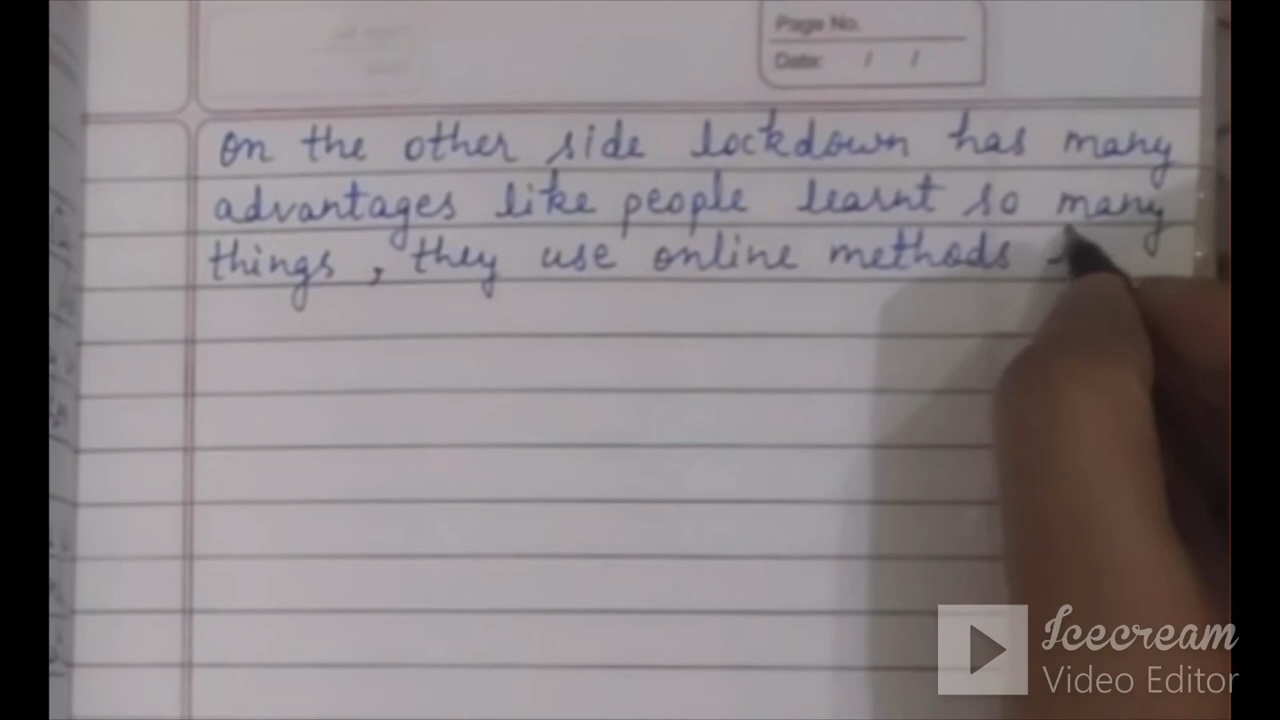 Page No.
Date: / /
on the other side lockdown has many
advantages like people learnt so many
things, they use online methods
Icecream
Video Editor